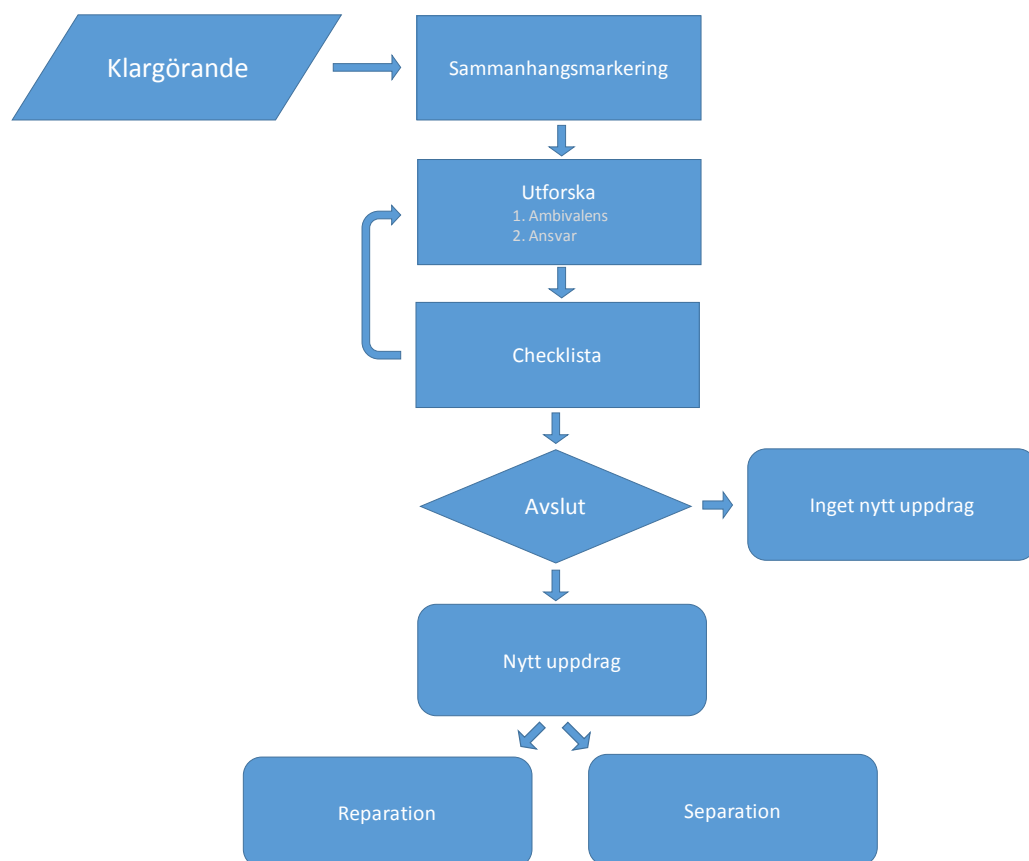 Klargörande
Sammanhangsmarkering
Utforska
1. Ambivalens
2. Ansvar
Checklista
Avslut
Inget nytt uppdrag
Nytt uppdrag
Reparation
Separation